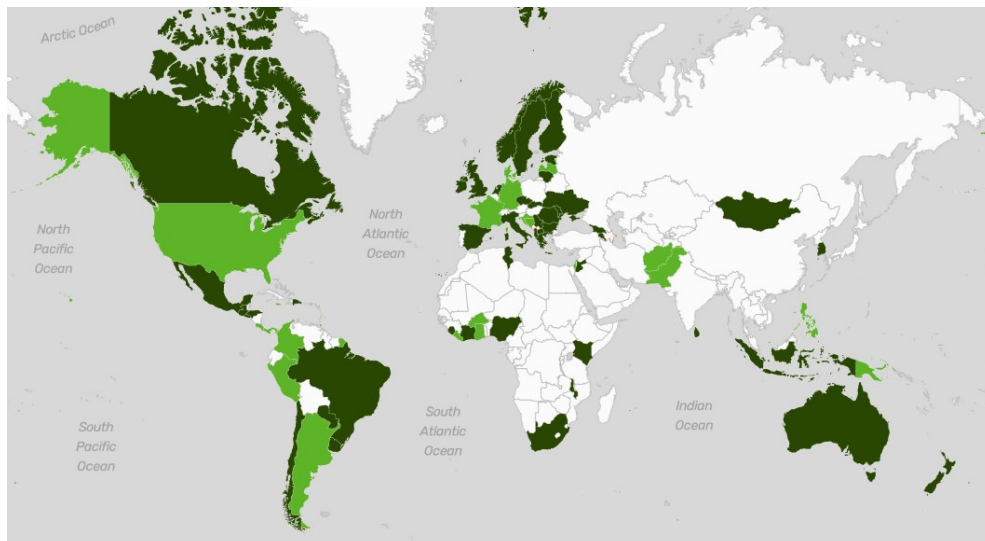 Arctic Ocean
North
Pacific
Ocean
North
Atlantic
Ocean
South
Pacific
Ocean
South
Atlantic
Ocean
Indian
Ocean